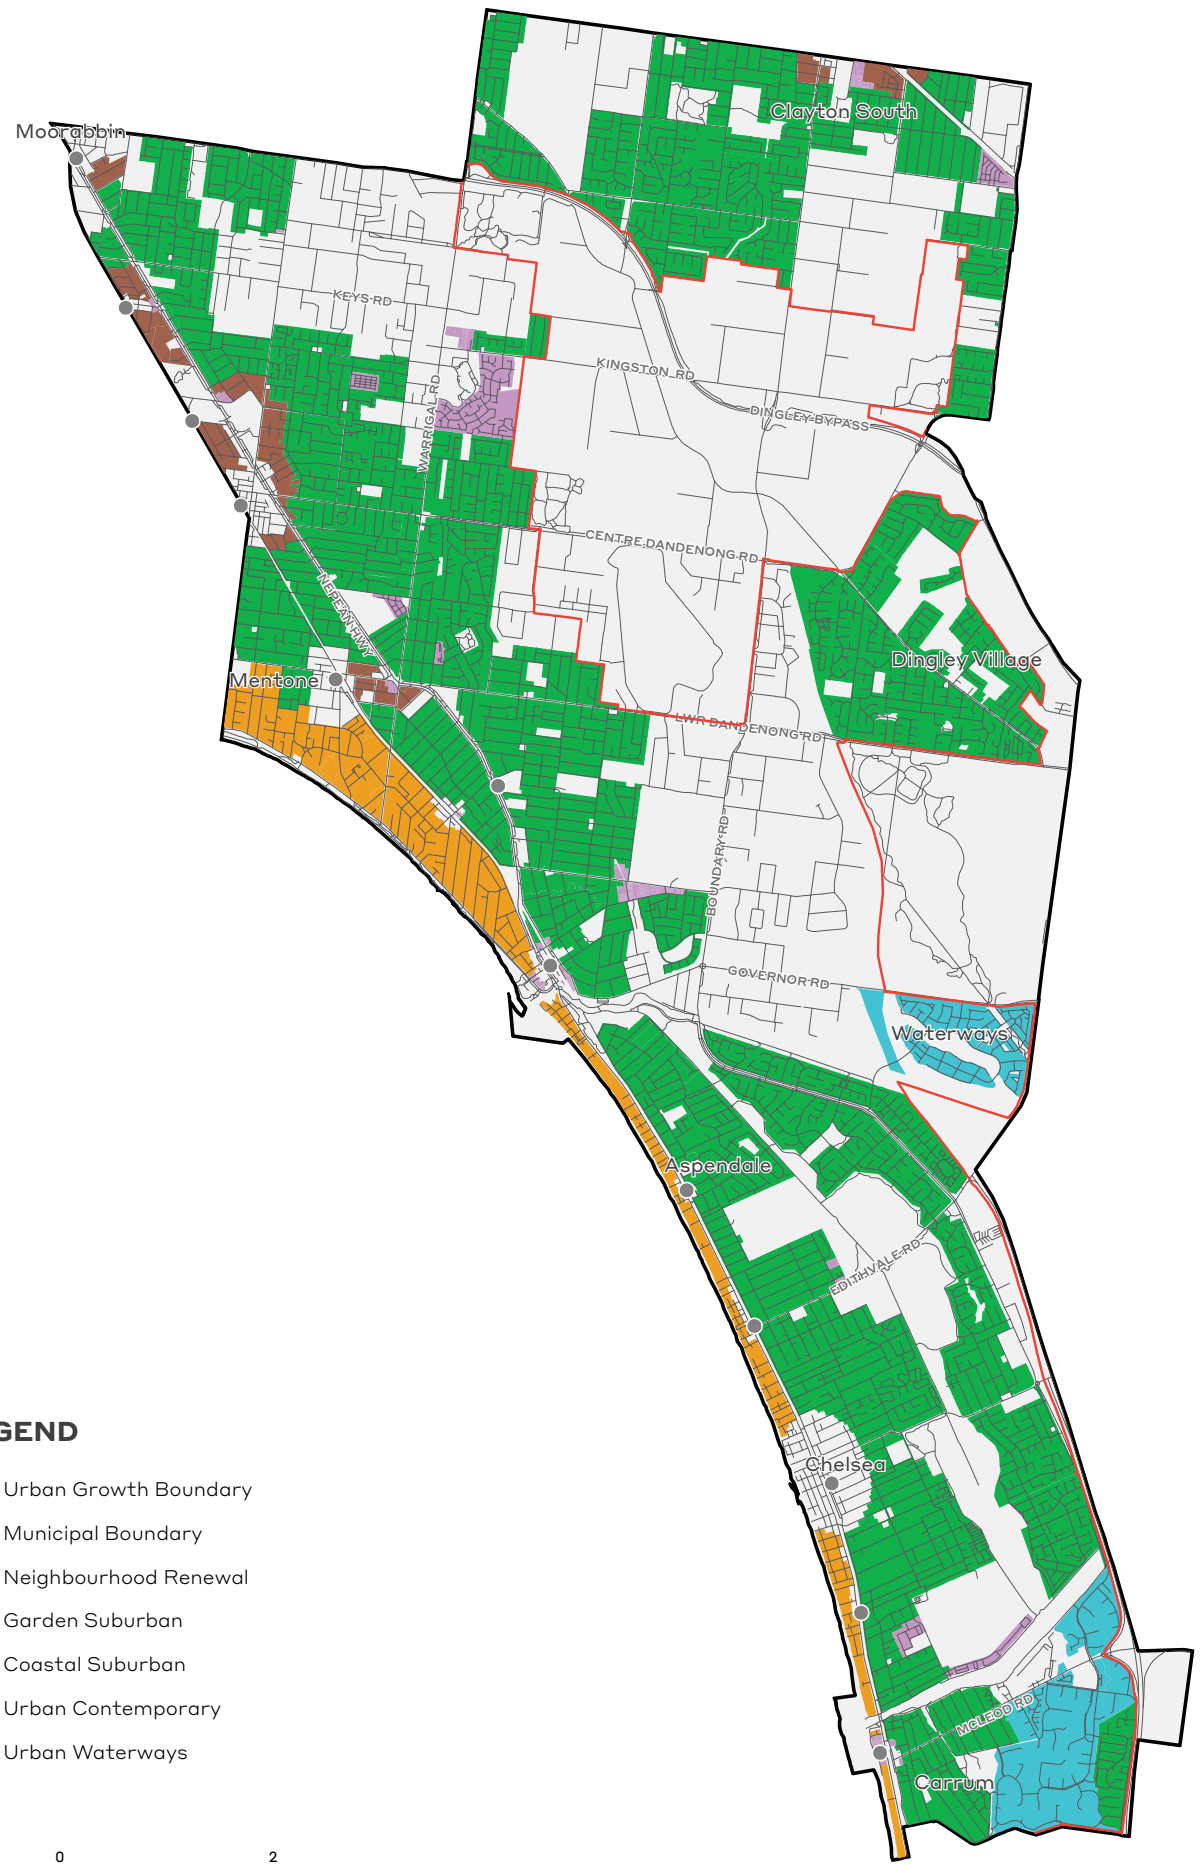 Moorabbin
Clayton South
KEYS RD
WARRIGAL RD
KINGSTON RD
DINGLEY BYPASS
CENTRE DANDENONG RD
NEPEAN HWY
Dingley Village
Mentone
LWR DANDENONG RD
BOUNDARY RD
GOVERNOR RD
Waterways
Aspendale
EDITHVALE RD
Chelsea
MCLEOD RD
Carrum
GEND
Urban Growth Boundary
Municipal Boundary
Neighbourhood Renewal
Garden Suburban
Coastal Suburban
Urban Contemporary
Urban Waterways
0 2